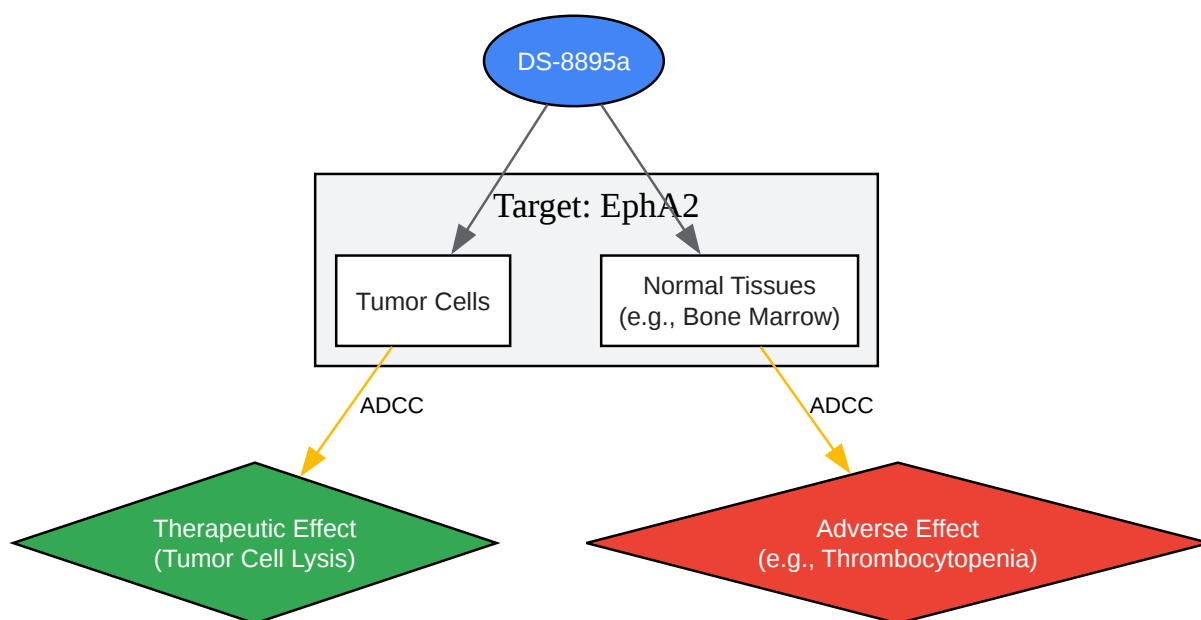 DS-8895a
Target: EphA2
Tumor Cells
Normal Tissues
(e.g., Bone Marrow)
ADCC
ADCC
Therapeutic Effect
(Tumor Cell Lysis)
Adverse Effect
(e.g., Thrombocytopenia)